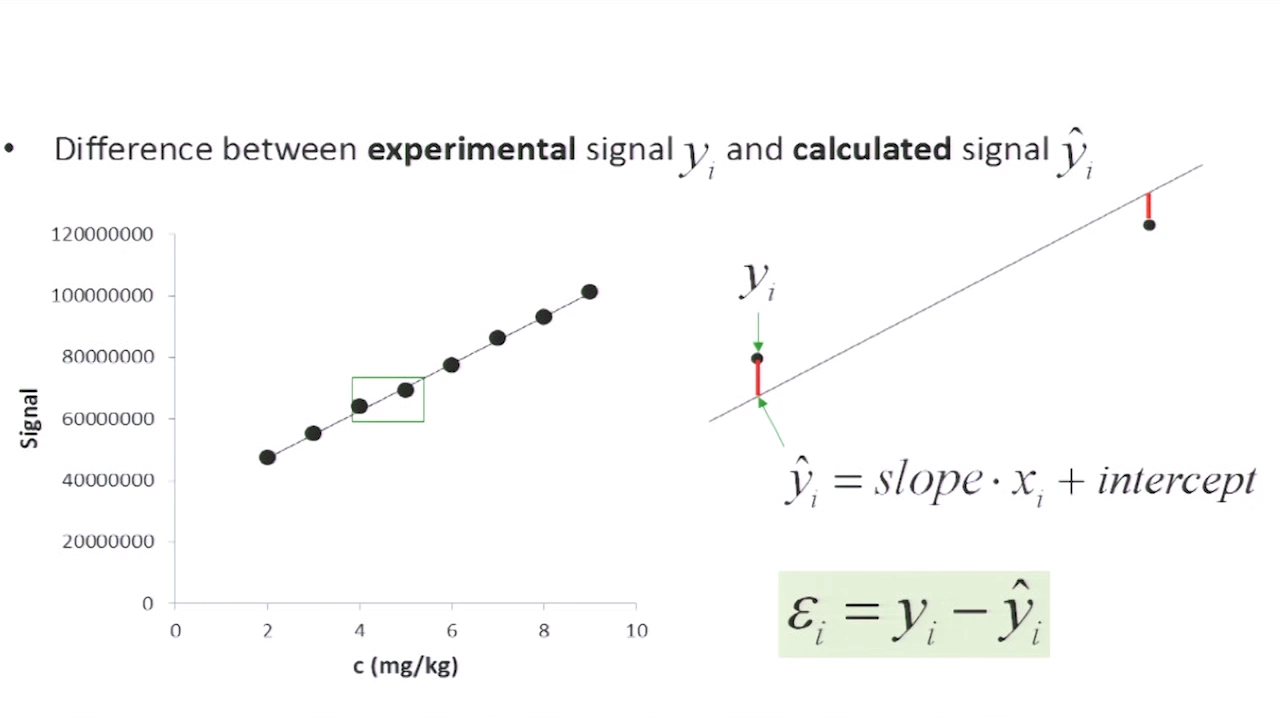 • Difference between experimental signal yᵢ and calculated signal ŷᵢ
120000000
100000000
80000000
60000000
40000000
20000000
0
Signal
0 2 4 6 8 10
c (mg/kg)
yᵢ
ŷᵢ = slope · xᵢ + intercept
εᵢ = yᵢ − ŷᵢ